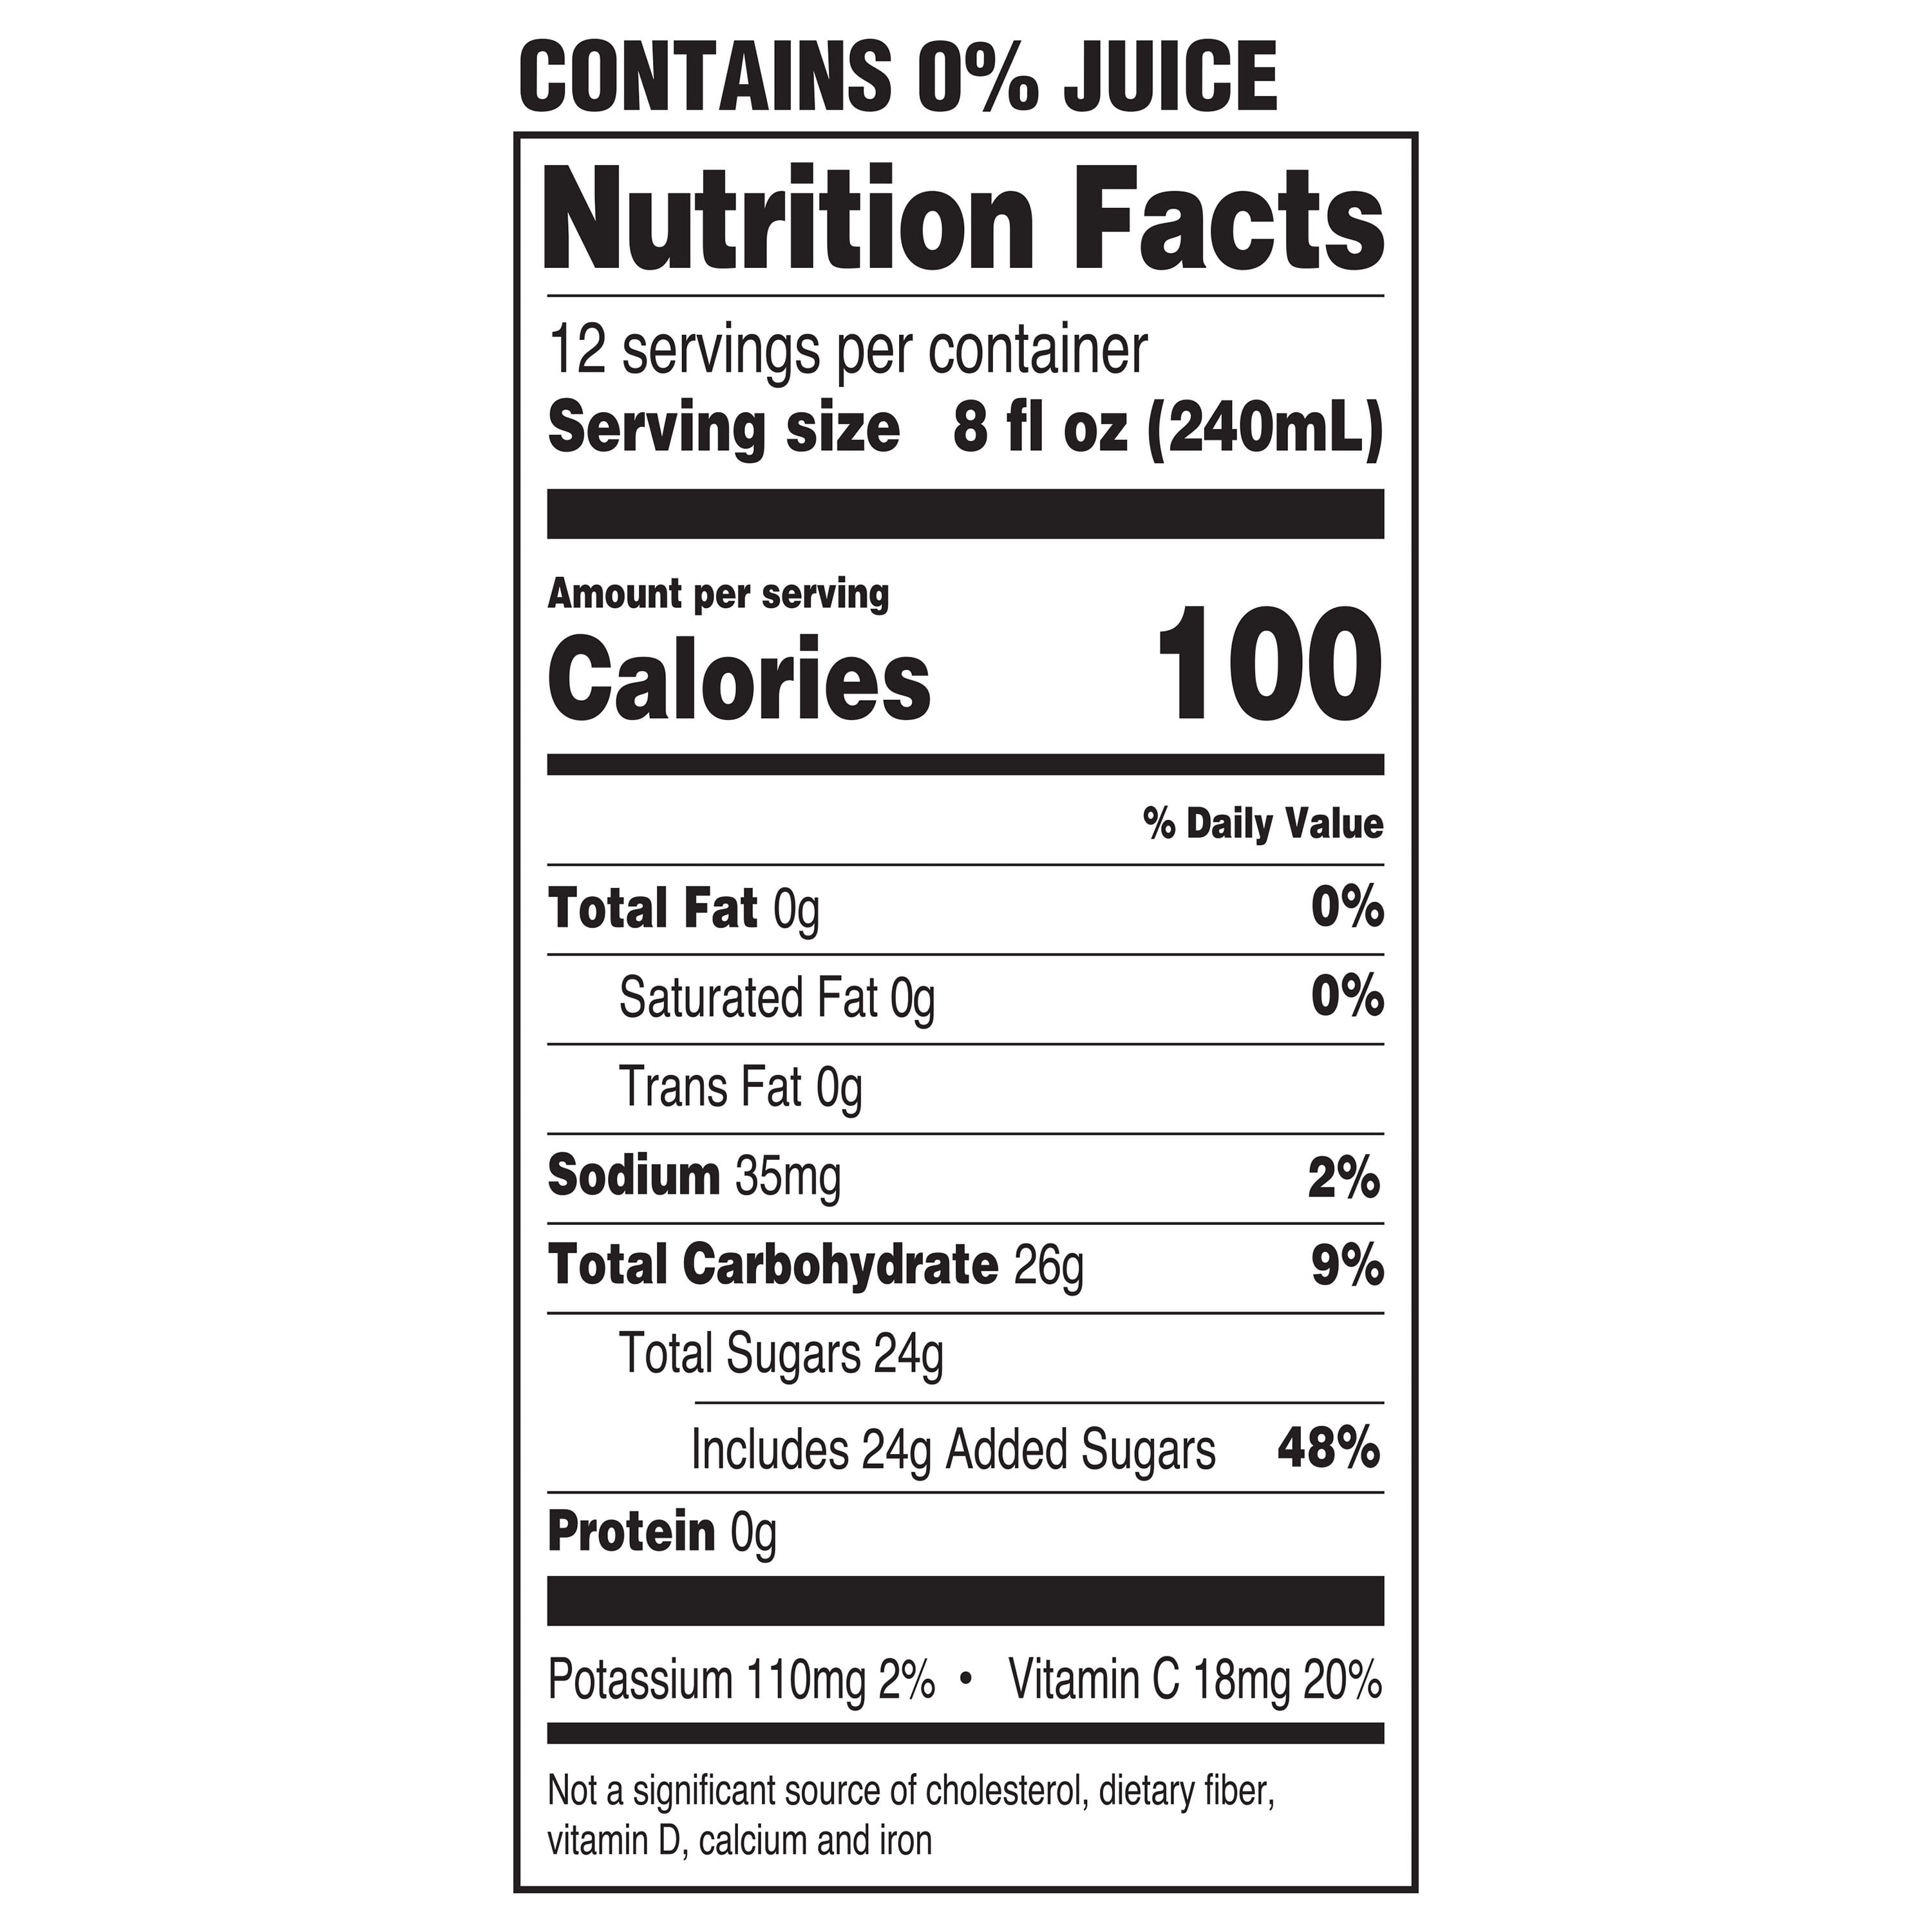 CONTAINS 0% JUICE
Nutrition Facts
12 servings per container
Serving size 8 fl oz (240mL)
Amount per serving
Calories 100
% Daily Value
Total Fat 0g 0%
Saturated Fat 0g 0%
Trans Fat 0g
Sodium 35mg 2%
Total Carbohydrate 26g 9%
Total Sugars 24g
Includes 24g Added Sugars 48%
Protein 0g
Potassium 110mg 2% • Vitamin C 18mg 20%
Not a significant source of cholesterol, dietary fiber,
vitamin D, calcium and iron